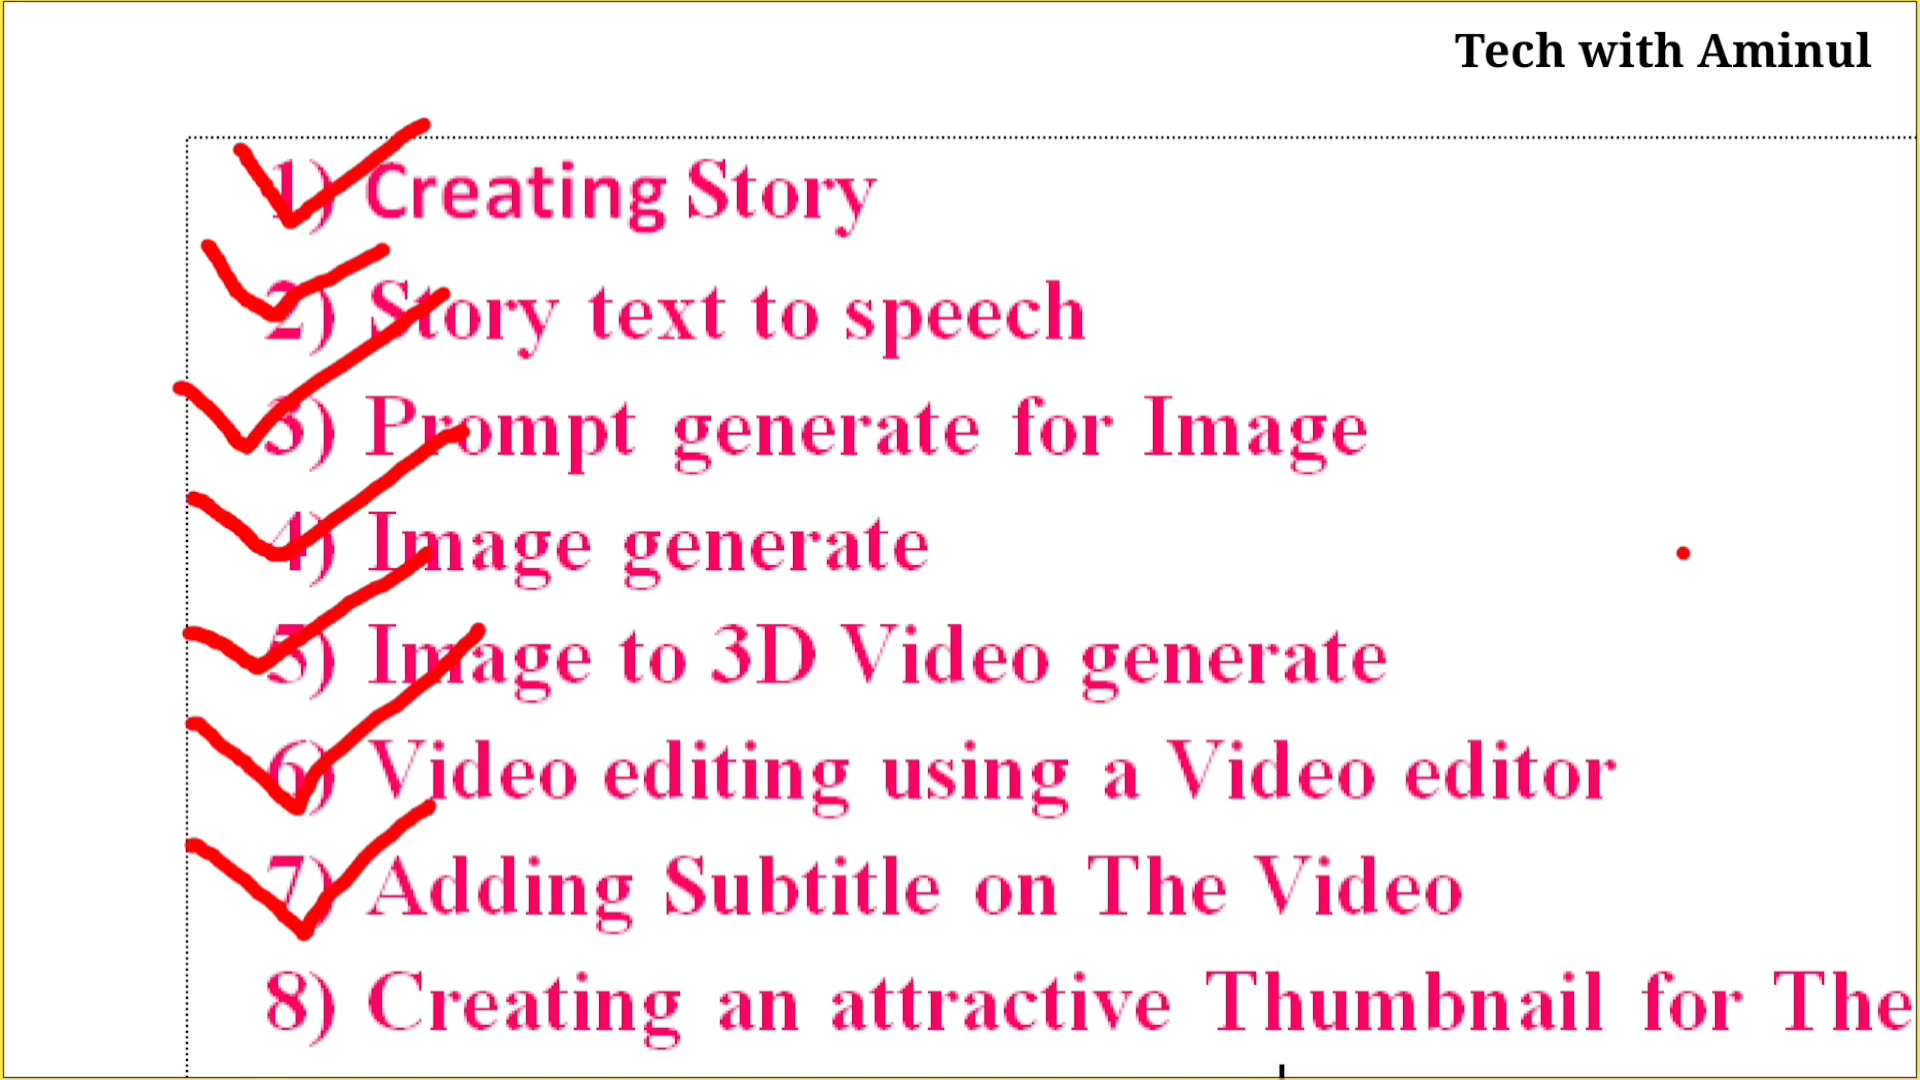 Tech with Aminul
1) Creating Story
2) Story text to speech
3) Prompt generate for Image
4) Image generate
5) Image to 3D Video generate
6) Video editing using a Video editor
7) Adding Subtitle on The Video
8) Creating an attractive Thumbnail for The